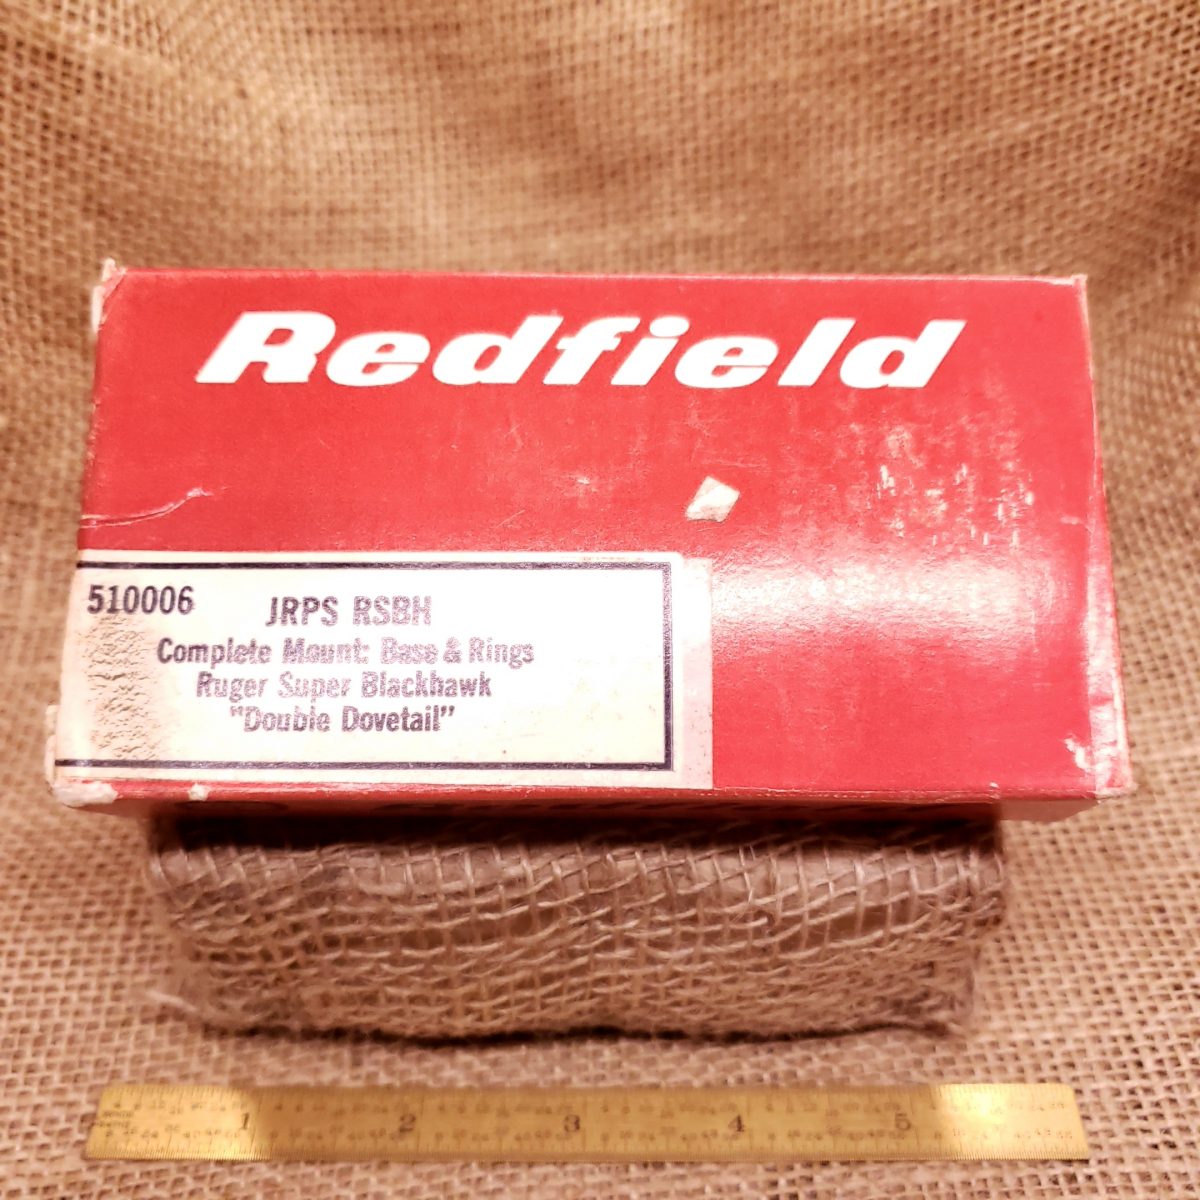 Redfield
510006 JRPS RSBH
Complete Mount: Base & Rings
Ruger Super Blackhawk
"Double Dovetail"
1 2 3 4 5